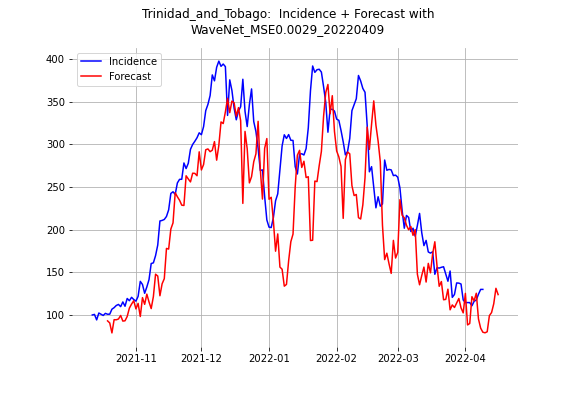 Trinidad_and_Tobago:  Incidence + Forecast with
WaveNet_MSE0.0029_20220409
Incidence
Forecast
400
350
300
250
200
150
100
2021-11 2021-12 2022-01 2022-02 2022-03 2022-04